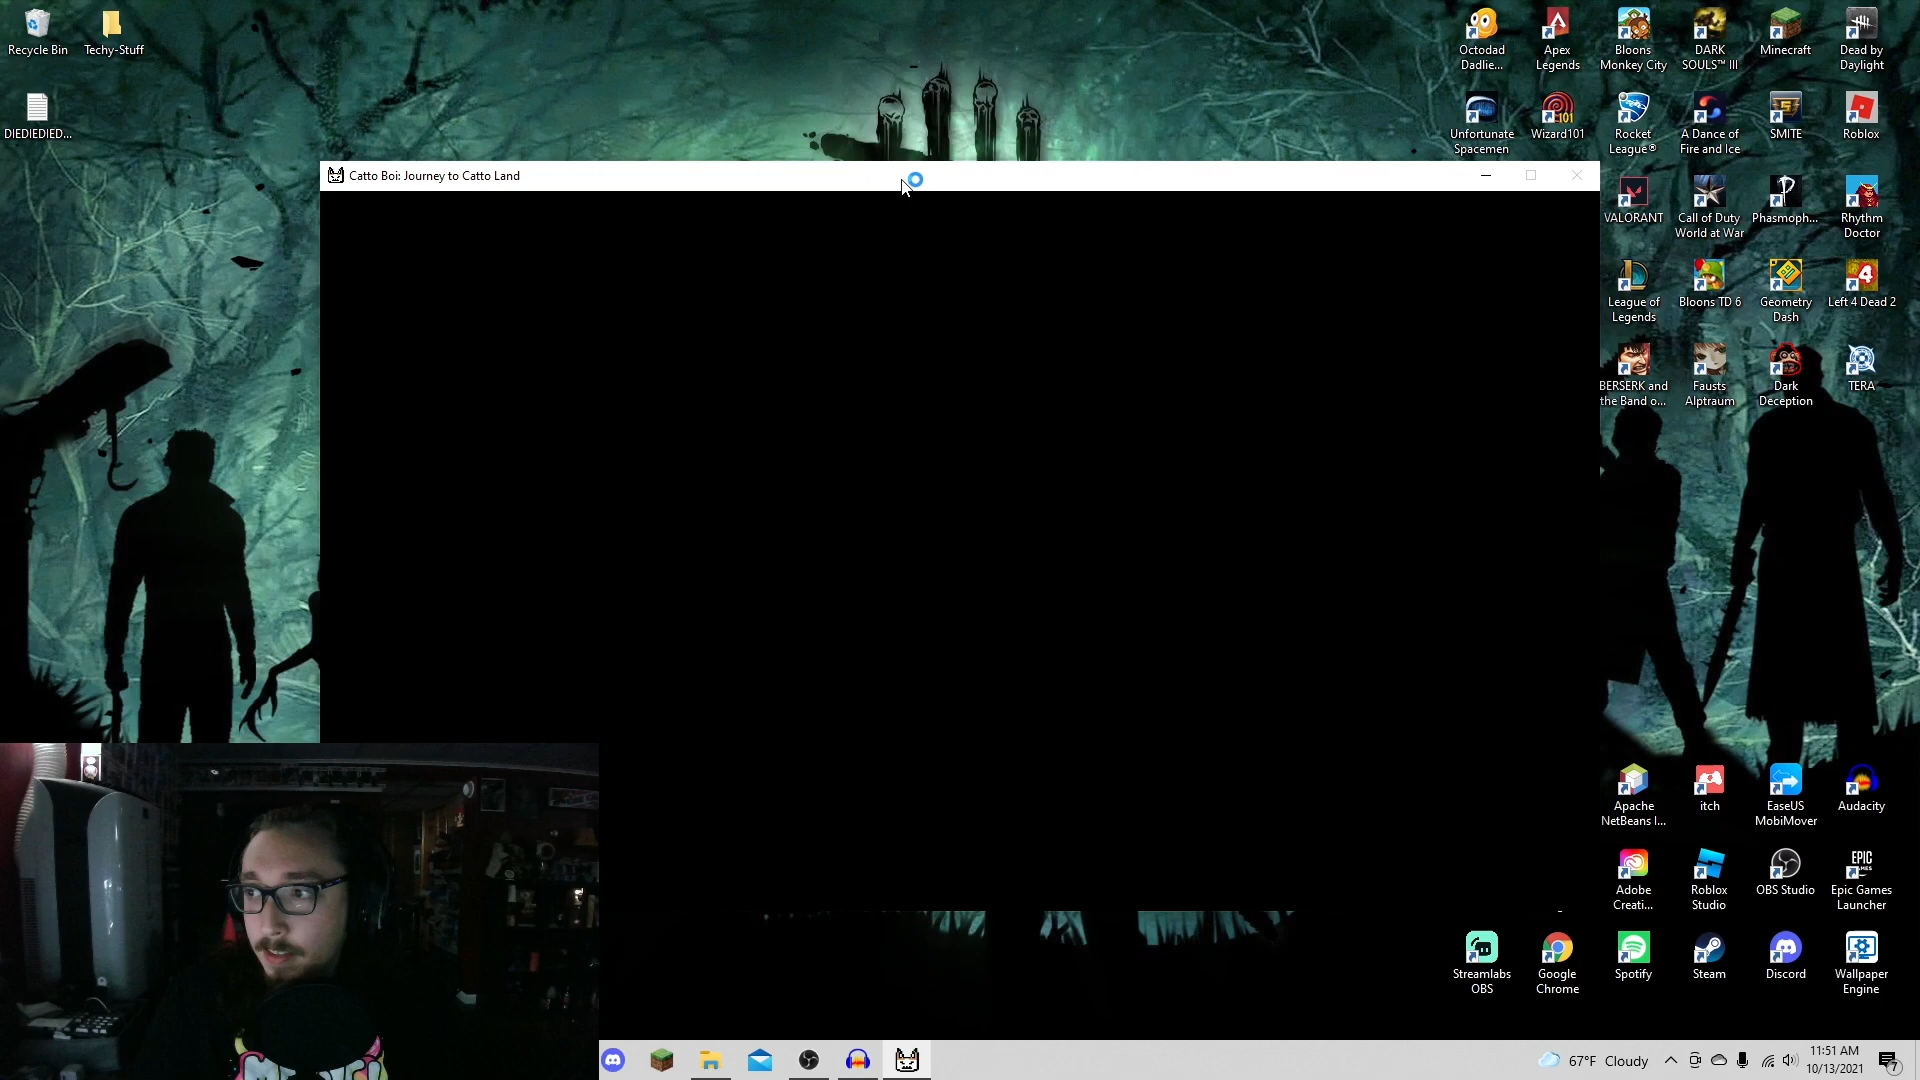 Recycle Bin
Techy-Stuff
DIEDIEDIED...
Octodad
Dadlie...
Apex
Legends
Bloons
Monkey City
DARK
SOULS™ III
Minecraft
Dead by
Daylight
Unfortunate
Spacemen
Wizard101
Rocket
League®
A Dance of
Fire and Ice
SMITE
Roblox
Catto Boi: Journey to Catto Land
VALORANT
Call of Duty
World at War
Phasmoph...
Rhythm
Doctor
League of
Legends
Bloons TD 6
Geometry
Dash
Left 4 Dead 2
BERSERK and
the Band o...
Fausts
Alptraum
Dark
Deception
TERA
Apache
NetBeans I...
itch
EaseUS
MobiMover
Audacity
Adobe
Creati...
Roblox
Studio
OBS Studio
EPIC
GAMES
Epic Games
Launcher
Streamlabs
OBS
Google
Chrome
Spotify
Steam
Discord
Wallpaper
Engine
67°F Cloudy
11:51 AM
10/13/2021
7